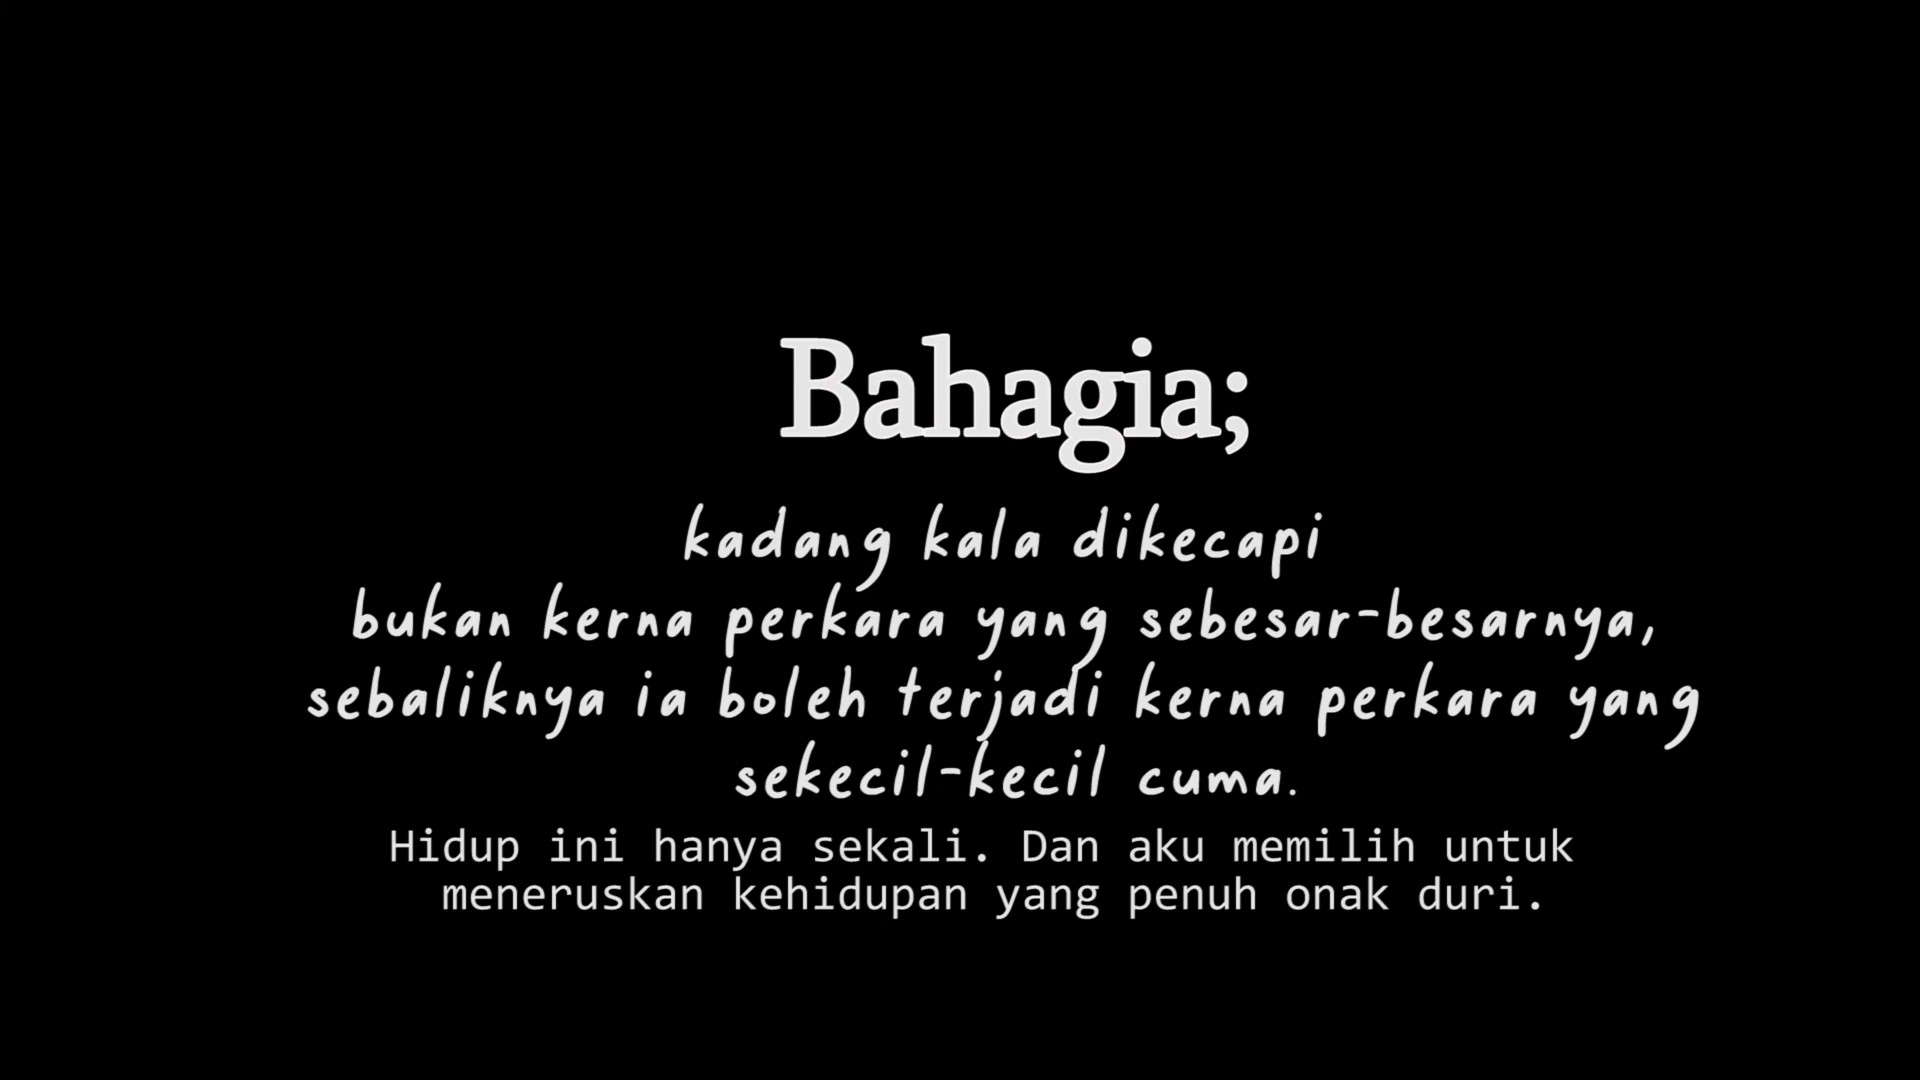 Bahagia;
kadang kala dikecapi
bukan kerna perkara yang sebesar-besarnya,
sebaliknya ia boleh terjadi kerna perkara yang
sekecil-kecil cuma.
Hidup ini hanya sekali. Dan aku memilih untuk
meneruskan kehidupan yang penuh onak duri.